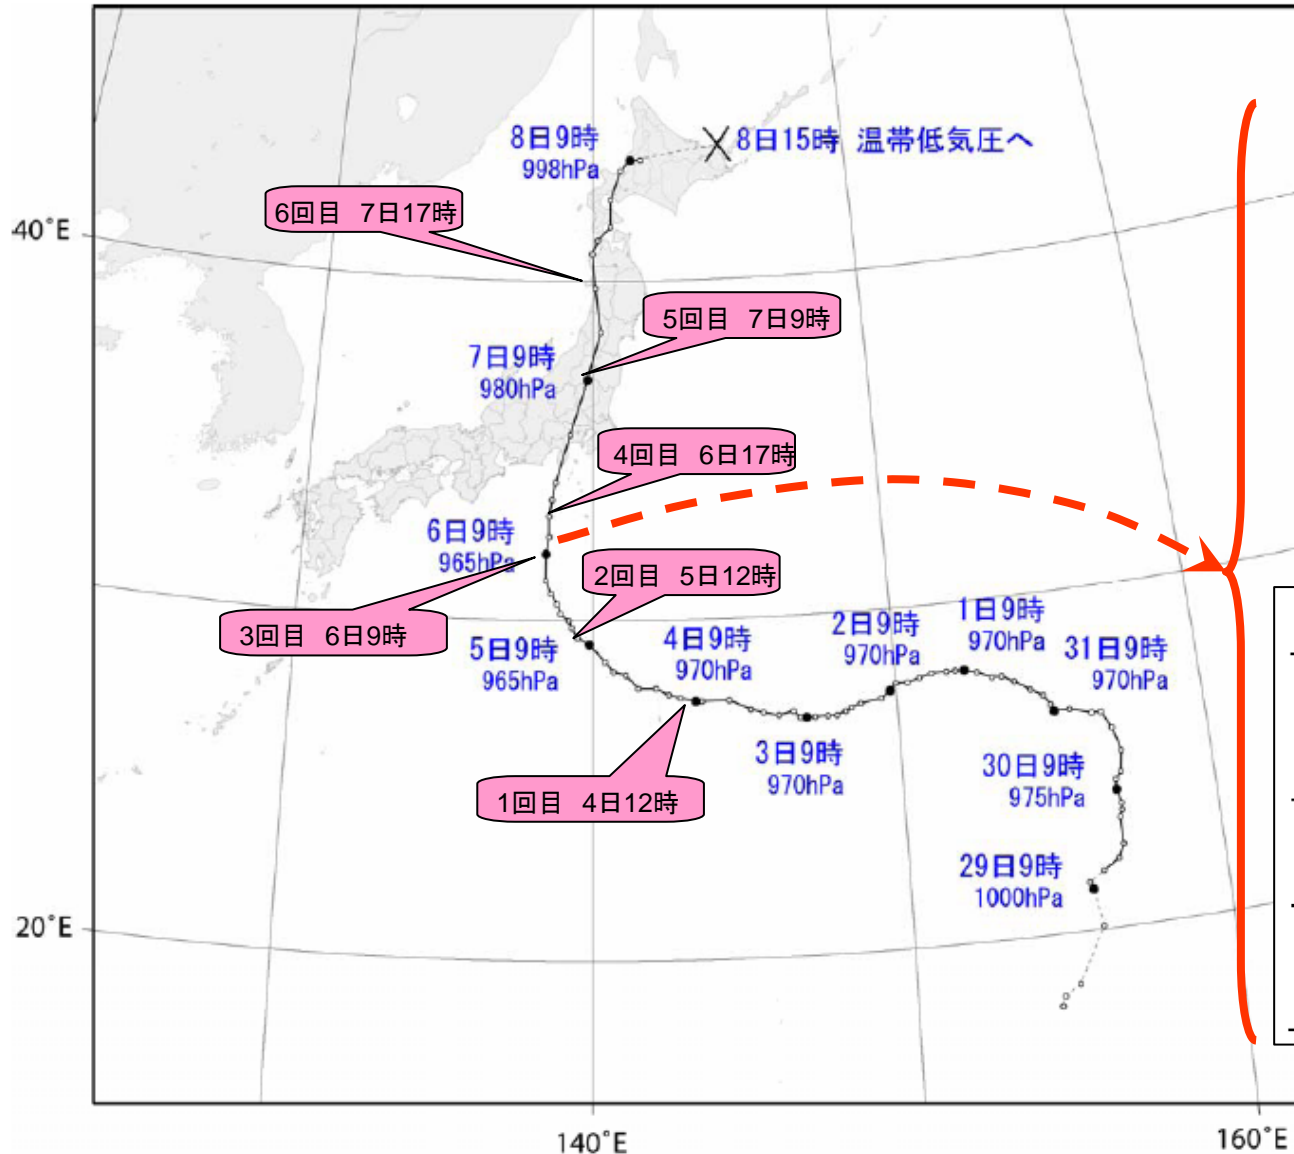 8日9時
998hPa
8日15時 温帯低気圧へ
6回目 7日17時
40˚E
5回目 7日9時
7日9時
980hPa
4回目 6日17時
6日9時
965hPa
2回目 5日12時
3回目 6日9時
5日9時
965hPa
4日9時
970hPa
2日9時
970hPa
1日9時
970hPa
31日9時
970hPa
3日9時
970hPa
30日9時
975hPa
1回目 4日12時
29日9時
1000hPa
20˚E
140˚E
160˚E